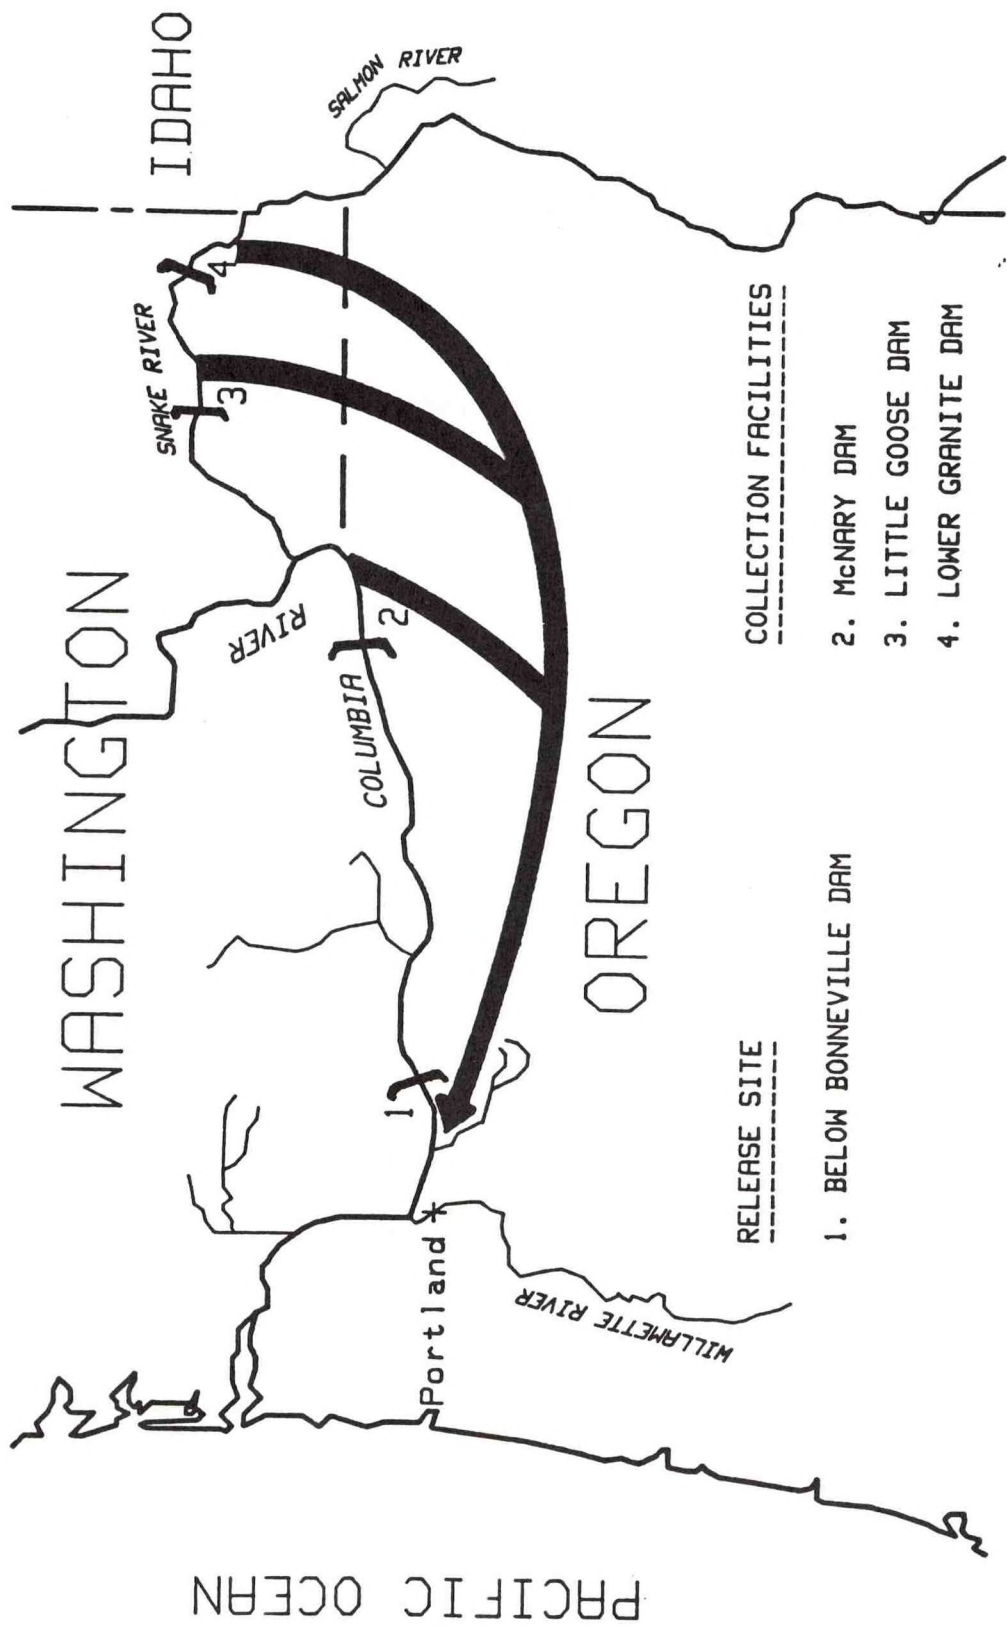 WASHINGTON
IDAHO
SALMON RIVER
SNAKE RIVER
4
3
RIVER
2
COLUMBIA
1
Portland
WILLAMETTE RIVER
PACIFIC OCEAN
OREGON
RELEASE SITE
1. BELOW BONNEVILLE DAM
COLLECTION FACILITIES
2. McNARY DAM
3. LITTLE GOOSE DAM
4. LOWER GRANITE DAM